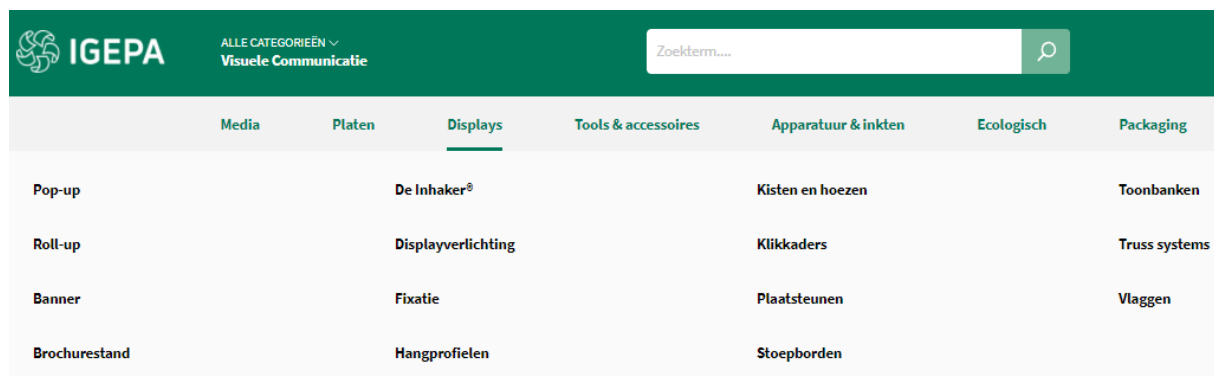 IGEPA
ALLE CATEGORIEËN
Visuele Communicatie
Zoekterm....
Media Platen Displays Tools & accessoires Apparatuur & inkten Ecologisch Packaging
Pop-up De Inhaker® Kisten en hoezen Toonbanken
Roll-up Displayverlichting Klikkaders Truss systems
Banner Fixatie Plaatsteunen Vlaggen
Brochurestand Hangprofielen Stoepborden